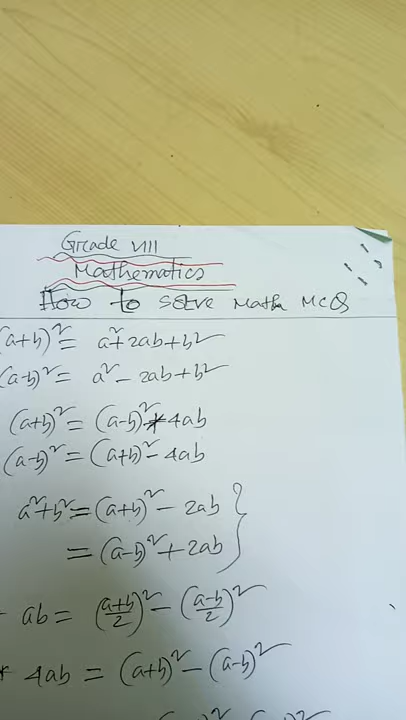 Grade VIII
Mathematics
How to solve Math MCQ
(a+b)² = a²+2ab+b²
(a-b)² = a² - 2ab+b²
(a+b)² = (a-b)² + 4ab
(a-b)² = (a+b)² - 4ab
a²+b² = (a+b)² - 2ab
= (a-b)² + 2ab
ab = (a+b/2)² - (a-b/2)²
* 4ab = (a+b)² - (a-b)²